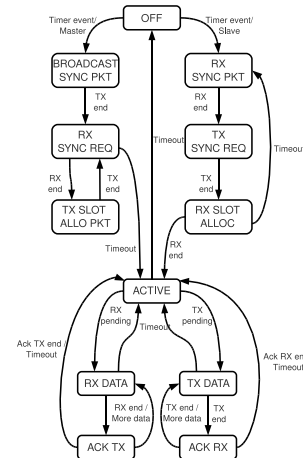 OFF
Timer event/
Master
Timer event/
Slave
BROADCAST
SYNC PKT
RX
SYNC PKT
TX
end
RX
end
RX
SYNC REQ
Timeout
TX
SYNC REQ
Timeout
RX
end
TX
end
TX
end
TX SLOT
ALLO PKT
RX SLOT
ALLOC
Timeout
RX
end
ACTIVE
RX
pending
Timeout
TX
pending
Ack TX end /
Timeout
Ack RX en
Timeout
RX DATA
TX DATA
RX end /
More data
TX end /
More data
TX
end
ACK TX
ACK RX